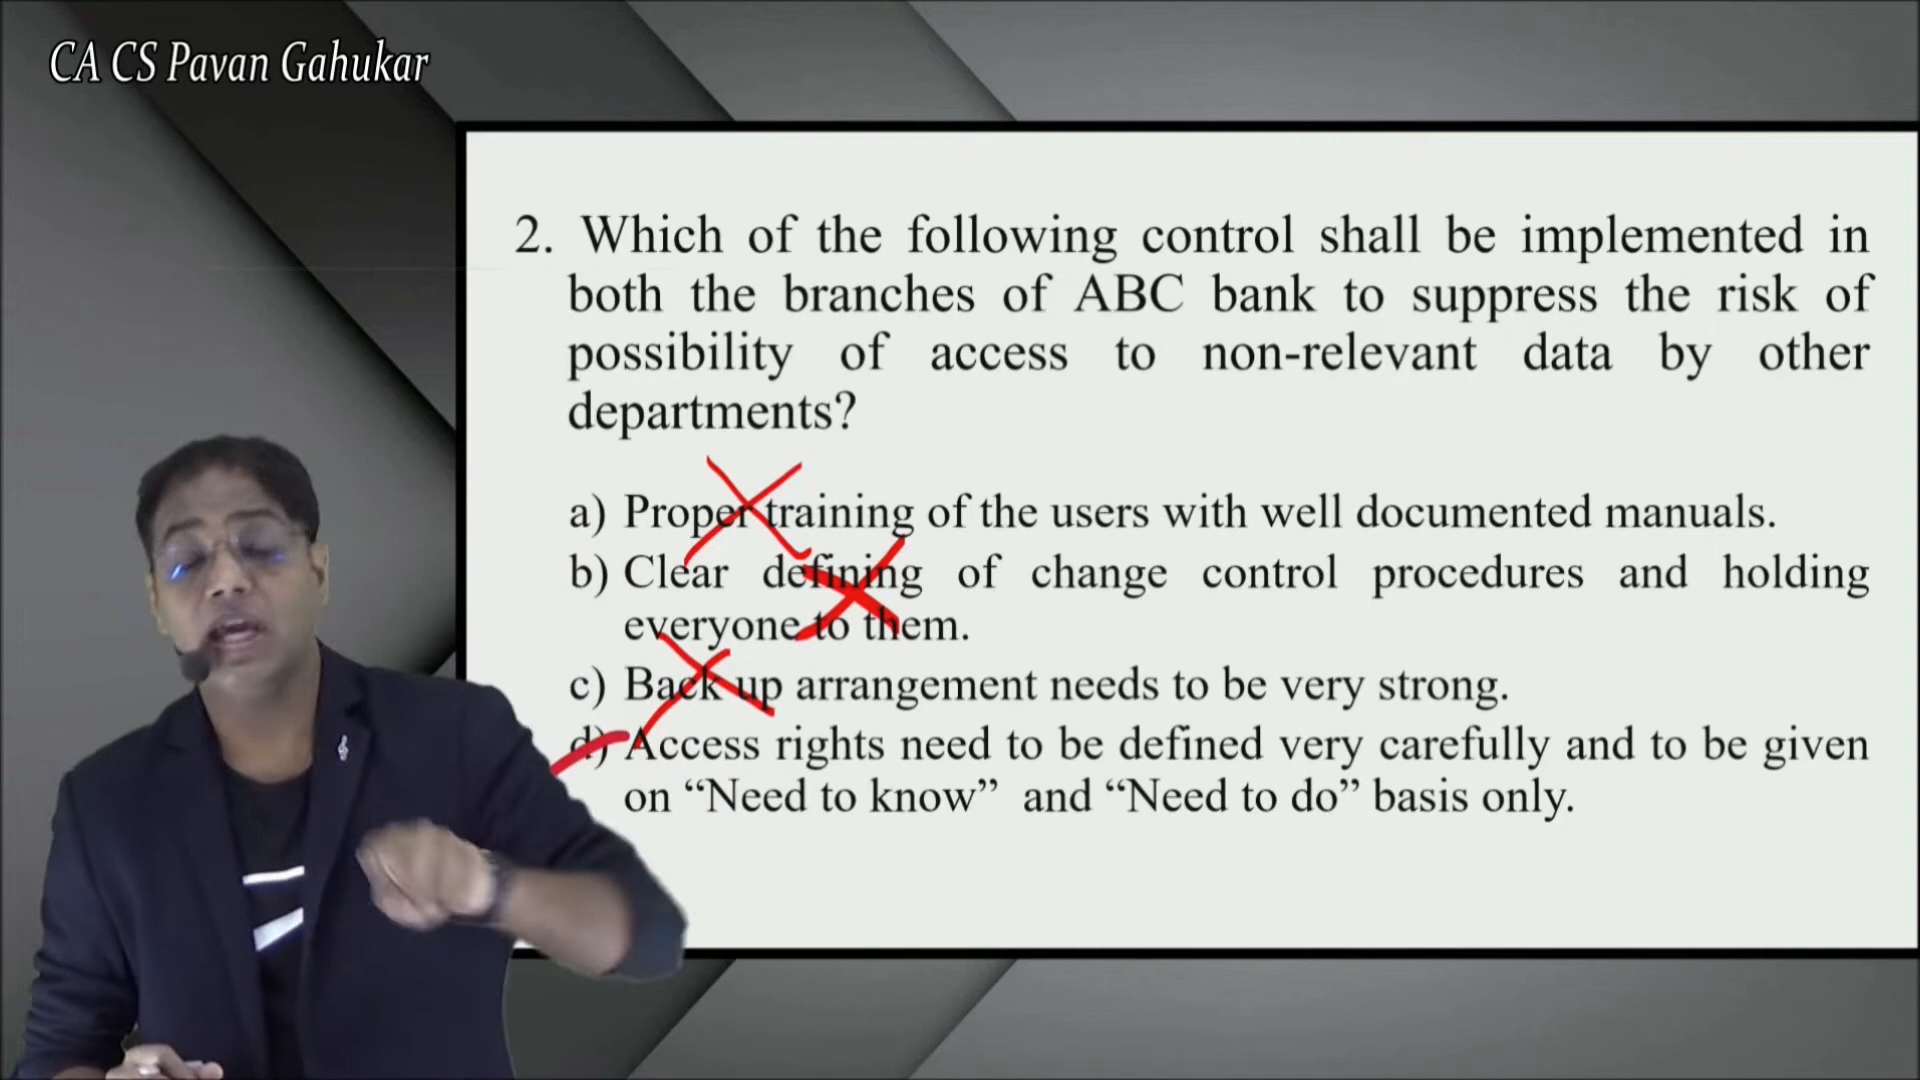 CA CS Pavan Gahukar
2. Which of the following control shall be implemented in
both the branches of ABC bank to suppress the risk of
possibility of access to non-relevant data by other
departments?
a) Proper training of the users with well documented manuals.
b) Clear defining of change control procedures and holding
everyone to them.
c) Back up arrangement needs to be very strong.
d) Access rights need to be defined very carefully and to be given
on “Need to know” and “Need to do” basis only.